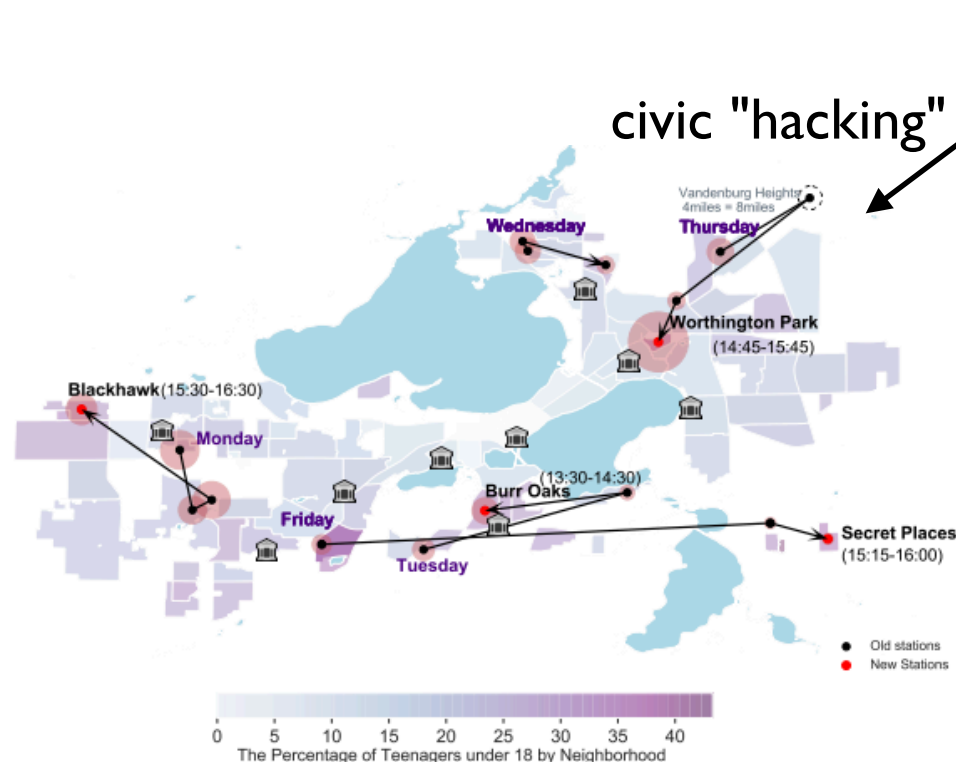 civic "hacking"
Vandenburg Heights
4miles = 8miles
Wednesday
Thursday
Worthington Park
(14:45-15:45)
Blackhawk(15:30-16:30)
Monday
(13:30-14:30)
Burr Oaks
Friday
Secret Places
(15:15-16:00)
Tuesday
Old stations
New Stations
0 5 10 15 20 25 30 35 40
The Percentage of Teenagers under 18 by Neighborhood